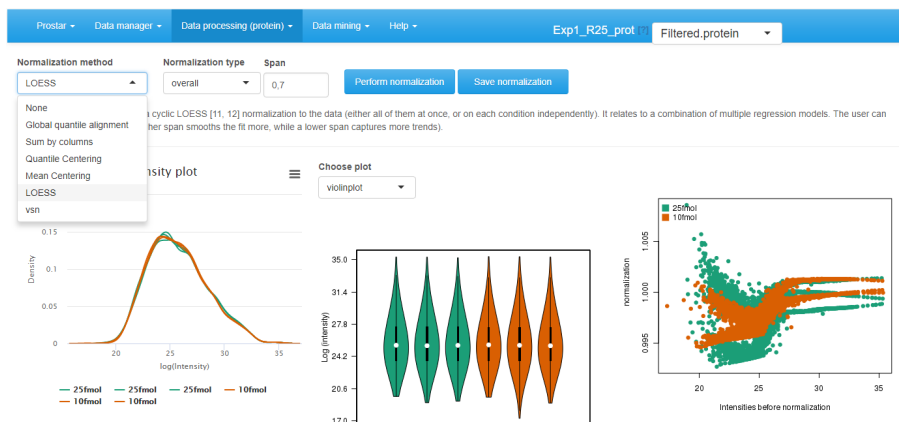 Prostar Data manager Data processing (protein) Data mining Help Exp1_R25_prot [?] Filtered.protein
Normalization method Normalization type Span
LOESS overall 0,7 Perform normalization Save normalization
None
Global quantile alignment
Sum by columns
Quantile Centering
Mean Centering
LOESS
vsn
a cyclic LOESS [11, 12] normalization to the data (either all of them at once, or on each condition independently). It relates to a combination of multiple regression models. The user can
her span smooths the fit more, while a lower span captures more trends).
nsity plot
Choose plot
violinplot
0.15
0.1
0.05
0
Density
20 25 30 35
log(Intensity)
25fmol 25fmol 25fmol 10fmol
10fmol 10fmol
35.0
31.4
27.8
24.2
20.6
17.0
Log (intensity)
25fmol
10fmol
1.005
1.000
0.995
normalization
20 25 30 35
Intensities before normalization